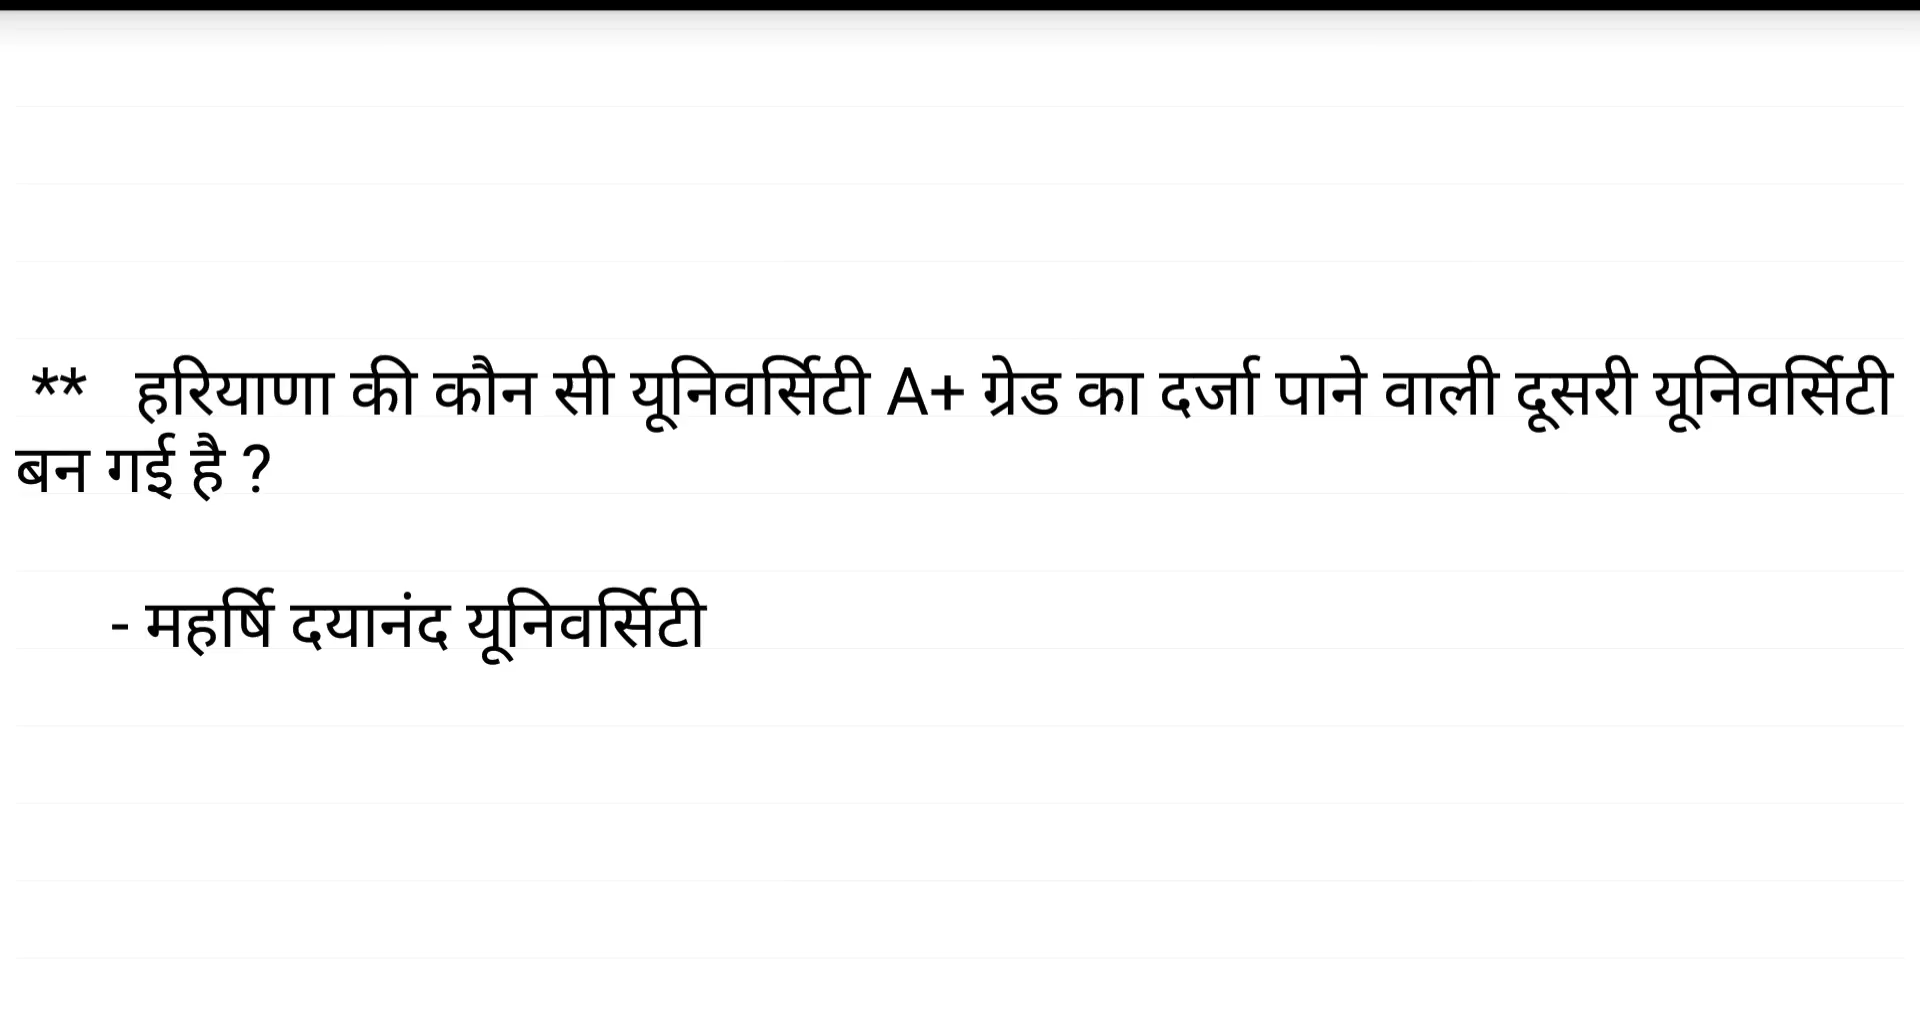 ** हरियाणा की कौन सी यूनिवर्सिटी A+ ग्रेड का दर्जा पाने वाली दूसरी यूनिवर्सिटी
बन गई है ?
- महर्षि दयानंद यूनिवर्सिटी